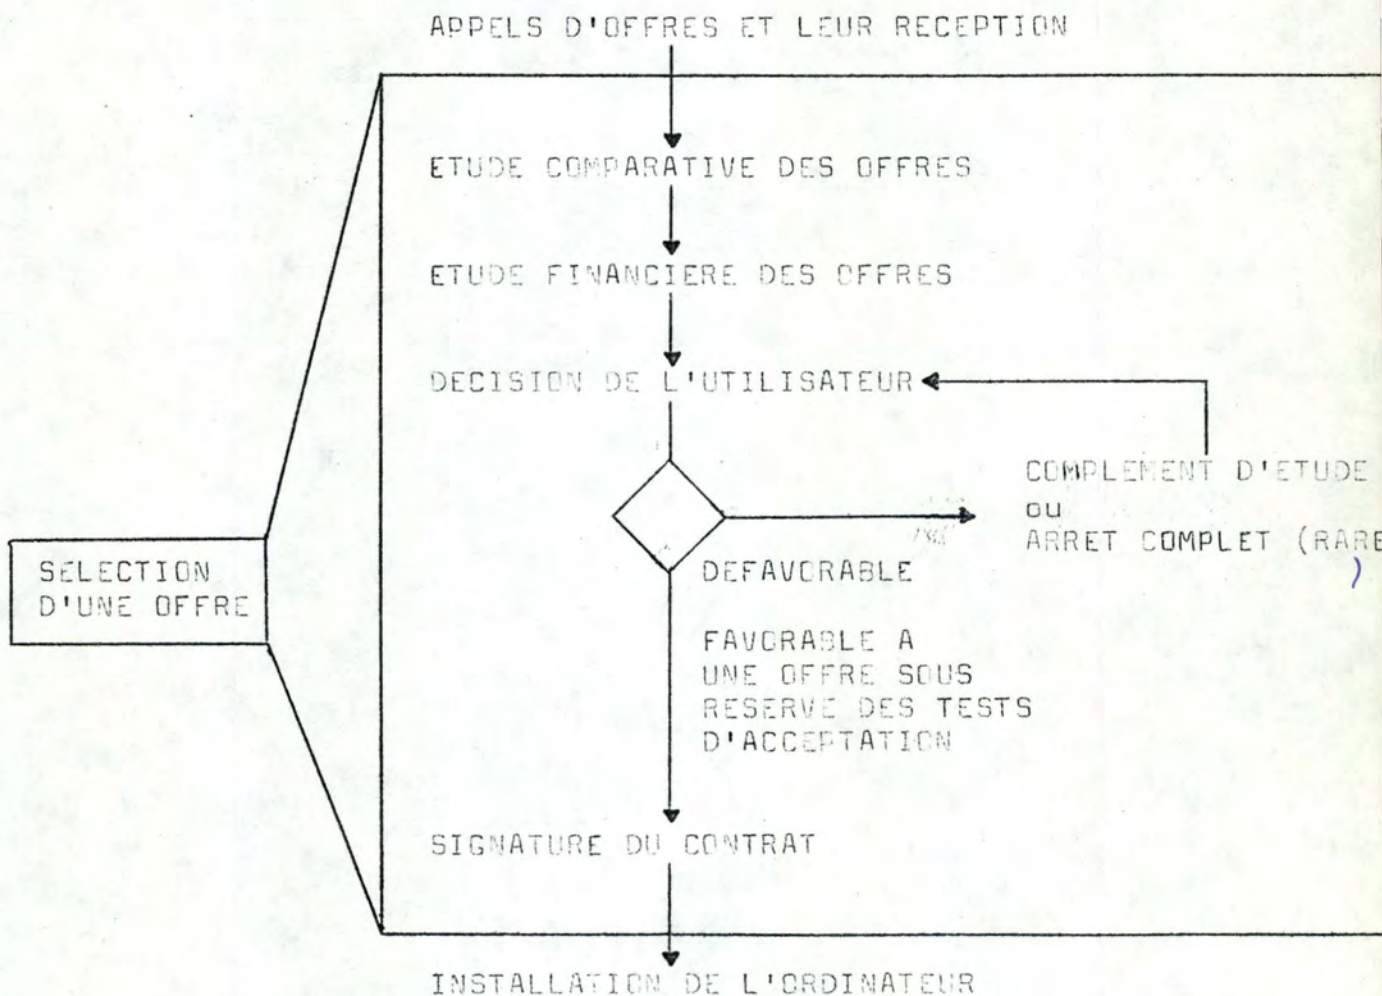 APPELS D'OFFRES ET LEUR RECEPTION
ETUDE COMPARATIVE DES OFFRES
ETUDE FINANCIERE DES OFFRES
DECISION DE L'UTILISATEUR
COMPLEMENT D'ETUDE
ou
ARRET COMPLET (RARE
)
DEFAVORABLE
SELECTION
D'UNE OFFRE
FAVORABLE A
UNE OFFRE SOUS
RESERVE DES TESTS
D'ACCEPTATION
SIGNATURE DU CONTRAT
INSTALLATION DE L'ORDINATEUR